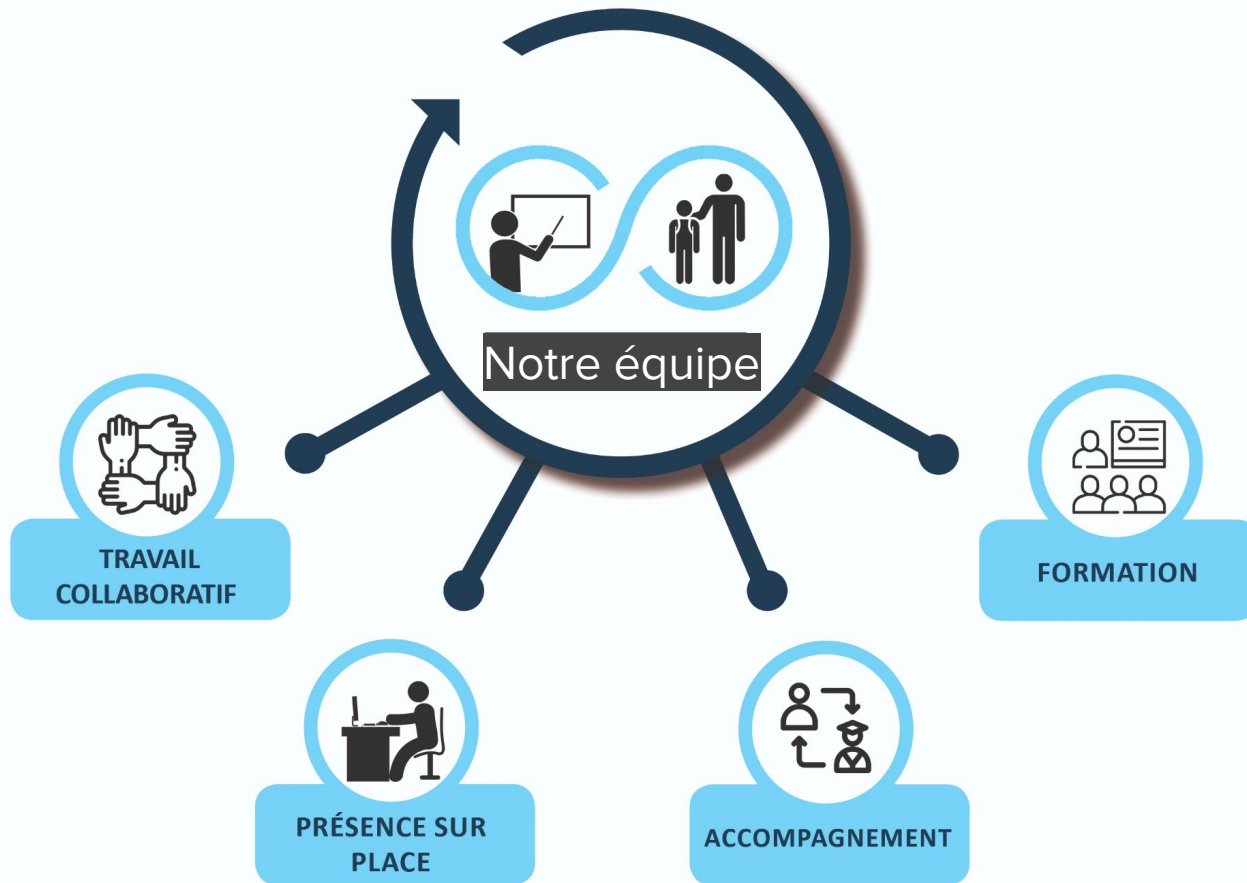 Notre équipe
TRAVAIL
COLLABORATIF
FORMATION
PRÉSENCE SUR
PLACE
ACCOMPAGNEMENT